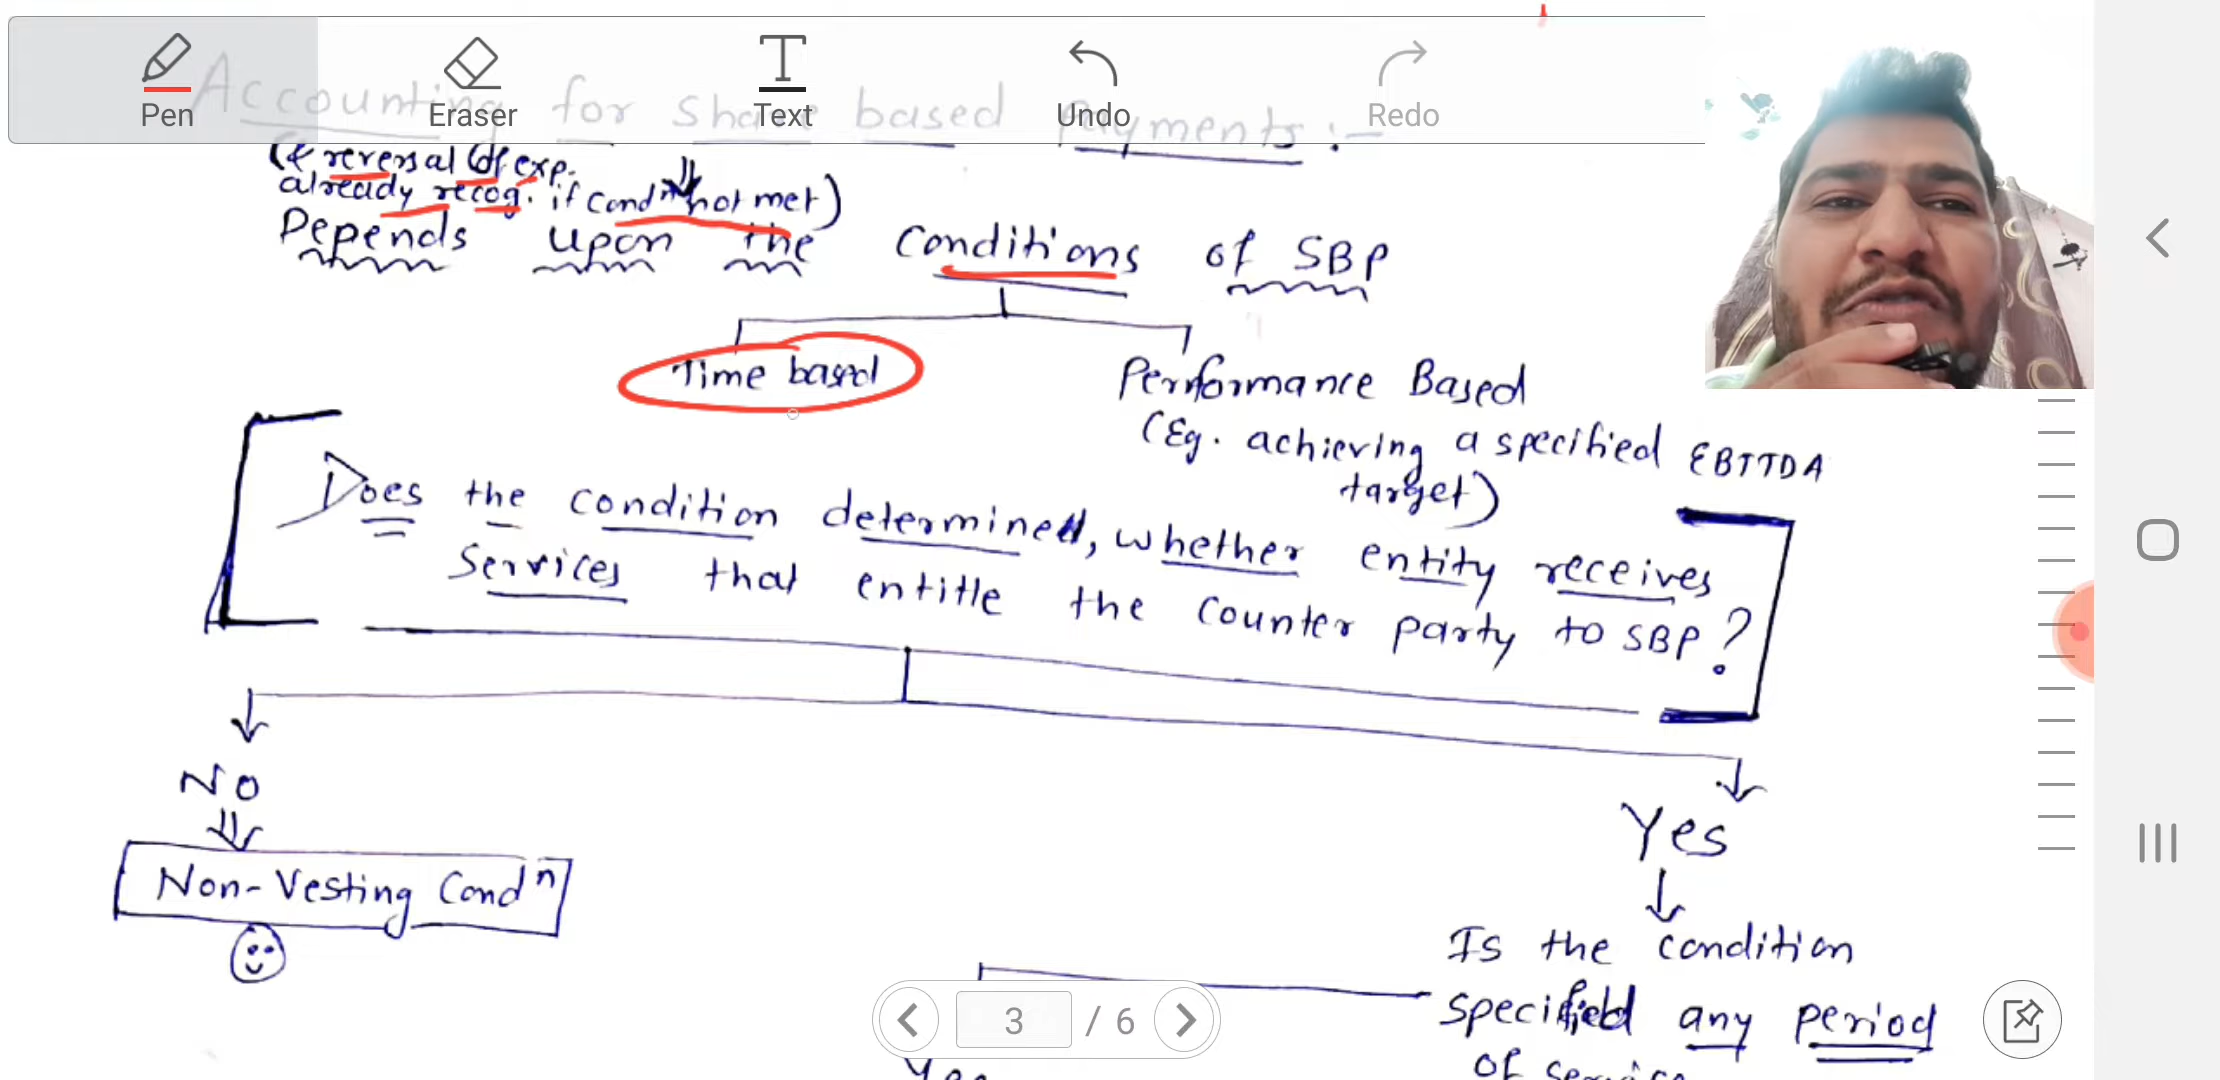 Pen Eraser Text Undo Redo
Accounting for share based Payments :-
(& reversal of exp.
already recog. if condn not met)
Depends upon the Conditions of SBP
Time based
Performance Based
(Eg. achieving a specified EBITDA
target)
Does the condition determined, whether entity receives
Services that entitle the Counter party to SBP ?
No
Yes
Non-Vesting Condn
Is the condition
specified any period
of service
3 / 6
Yes